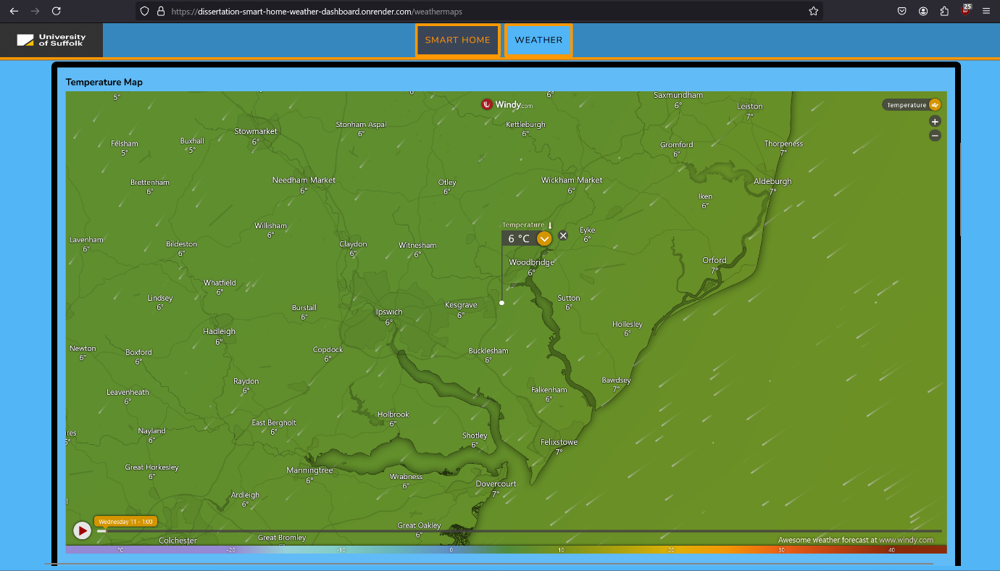 https://dissertation-smart-home-weather-dashboard.onrender.com/weathermaps
25
University
of Suffolk
SMART HOME
WEATHER
Temperature Map
5°
6°
Saxmundham
6°
Leiston
7°
Windy.com
Temperature
+
−
Stowmarket
6°
Stonham Aspal
6°
Kettleburgh
6°
Felsham
5°
Buxhall
5°
Gromford
6°
Thorpeness
7°
Brettenham
6°
Needham Market
6°
Otley
6°
Wickham Market
6°
Aldeburgh
7°
Iken
6°
Willisham
6°
Temperature
6 °C
Eyke
6°
Lavenham
6°
Bildeston
6°
Claydon
6°
Witnesham
6°
Woodbridge
6°
Orford
7°
Whatfield
6°
Lindsey
6°
Burstall
6°
Ipswich
6°
Kesgrave
6°
Sutton
6°
Hollesley
6°
Hadleigh
6°
Newton
6°
Boxford
6°
Copdock
6°
Bucklesham
6°
Raydon
6°
Bawdsey
7°
Leavenheath
6°
Falkenham
6°
East Bergholt
6°
Holbrook
6°
Nayland
6°
res
6°
Shotley
6°
Felixstowe
7°
Great Horkesley
6°
Manningtree
6°
Wrabness
6°
Dovercourt
7°
Ardleigh
6°
Wednesday 11 - 1:00
Great Oakley
6°
Colchester
Great Bromley
Awesome weather forecast at www.windy.com
°C -20 -10 0 10 20 30 40